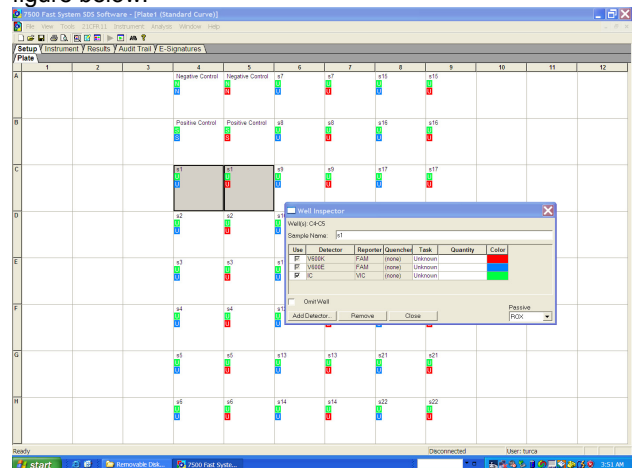 figure below.
7500 Fast System SDS Software - [Plate1 (Standard Curve)]
File View Tools 21CFR11 Instrument Analysis Window Help
Setup Instrument Results Audit Trail E-Signatures
Plate
1 2 3 4 5 6 7 8 9 10 11 12
A Negative Control Negative Control s7 s7 s15 s15
U U U U
N N U U U U
B Positive Control Positive Control s8 s8 s16 s16
S S U U U U
S S U U U U
C s1 s1 s9 s9 s17 s17
U U U U U U
U U U U U U
Well Inspector
Well(s): C4-C5
Sample Name: s1
Use Detector Reporter Quencher Task Quantity Color
V600K FAM (none) Unknown
V600E FAM (none) Unknown
IC VIC (none) Unknown
Omit Well
Passive
Add Detector... Remove Close ROX
D s2 s2
U U
U U
E s3 s3
U U
U U
F s4 s4
U U
U U
G s5 s5 s13 s13 s21 s21
U U U U U U
U U U U U U
H s6 s6 s14 s14 s22 s22
U U U U U U
U U U U U U
Ready Disconnected User: turca
start Removable Disk... 7500 Fast Syste... 3:51 AM